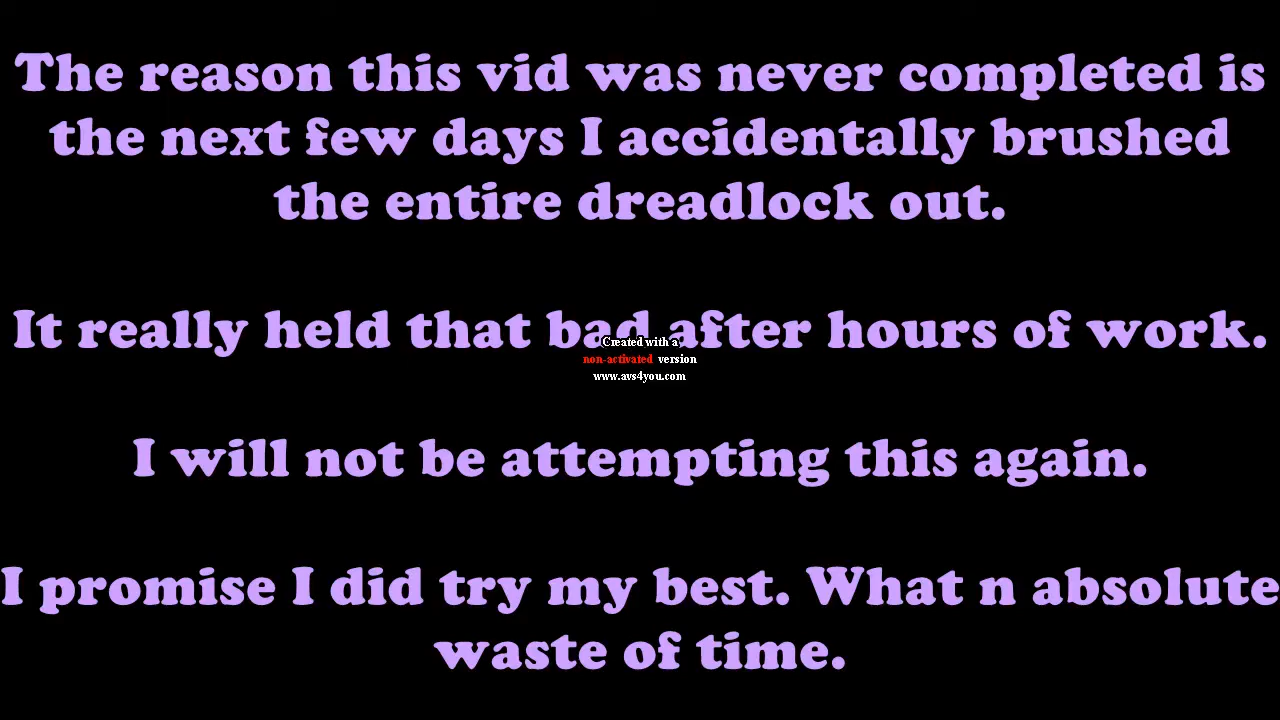 The reason this vid was never completed is
the next few days I accidentally brushed
the entire dreadlock out.
It really held that bad after hours of work.
Created with a
non-activated version
www.avs4you.com
I will not be attempting this again.
I promise I did try my best. What n absolute
waste of time.